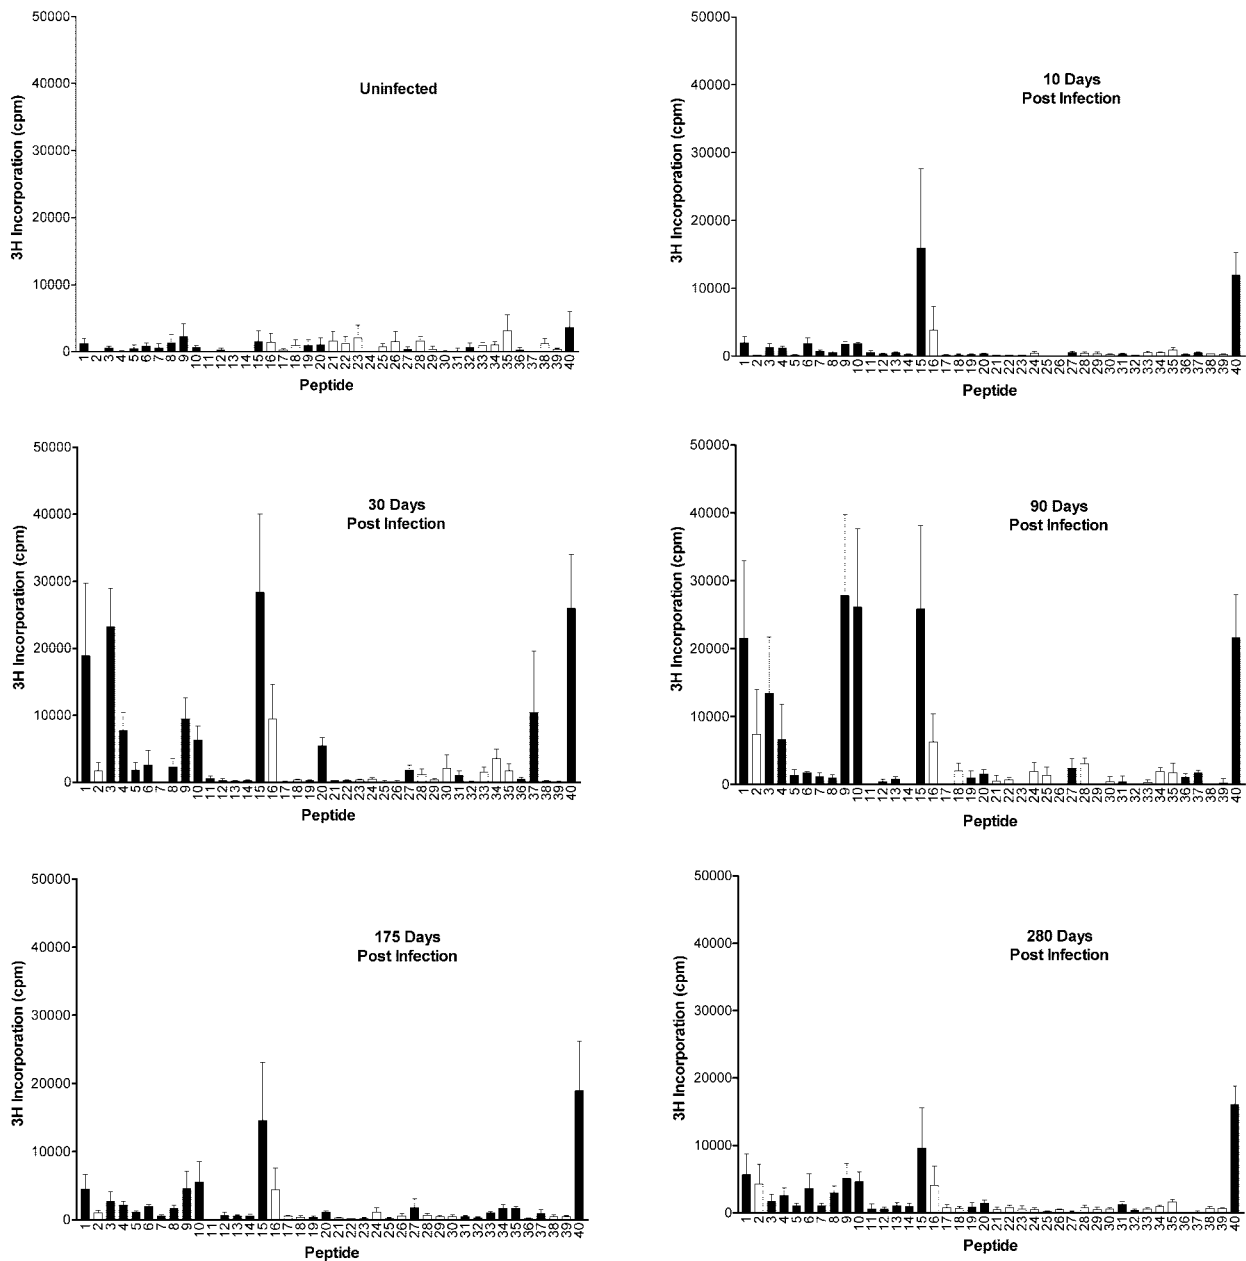 50000
40000
30000
20000
10000
0
3H Incorporation (cpm)
Uninfected
1 2 3 4 5 6 7 8 9 10 11 12 13 14 15 16 17 18 19 20 21 22 23 24 25 26 27 28 29 30 31 32 33 34 35 36 37 38 39 40
Peptide
50000
40000
30000
20000
10000
0
3H Incorporation (cpm)
10 Days
Post Infection
1 2 3 4 5 6 7 8 9 10 11 12 13 14 15 16 17 18 19 20 21 22 23 24 25 26 27 28 29 30 31 32 33 34 35 36 37 38 39 40
Peptide
50000
40000
30000
20000
10000
0
3H Incorporation (cpm)
30 Days
Post Infection
1 2 3 4 5 6 7 8 9 10 11 12 13 14 15 16 17 18 19 20 21 22 23 24 25 26 27 28 29 30 31 32 33 34 35 36 37 38 39 40
Peptide
50000
40000
30000
20000
10000
0
3H Incorporation (cpm)
90 Days
Post Infection
1 2 3 4 5 6 7 8 9 10 11 12 13 14 15 16 17 18 19 20 21 22 23 24 25 26 27 28 29 30 31 32 33 34 35 36 37 38 39 40
Peptide
50000
40000
30000
20000
10000
0
3H Incorporation (cpm)
175 Days
Post Infection
1 2 3 4 5 6 7 8 9 10 11 12 13 14 15 16 17 18 19 20 21 22 23 24 25 26 27 28 29 30 31 32 33 34 35 36 37 38 39 40
Peptide
50000
40000
30000
20000
10000
0
3H Incorporation (cpm)
280 Days
Post Infection
1 2 3 4 5 6 7 8 9 10 11 12 13 14 15 16 17 18 19 20 21 22 23 24 25 26 27 28 29 30 31 32 33 34 35 36 37 38 39 40
Peptide